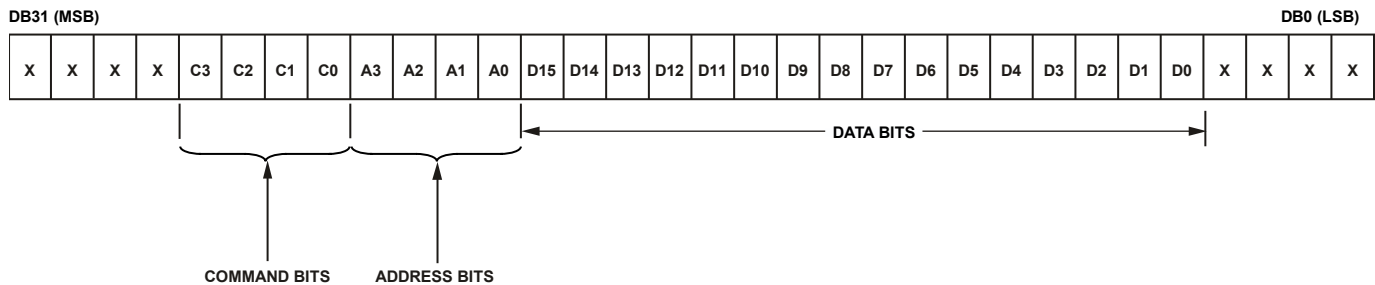 DB31 (MSB) DB0 (LSB)
X X X X C3 C2 C1 C0 A3 A2 A1 A0 D15 D14 D13 D12 D11 D10 D9 D8 D7 D6 D5 D4 D3 D2 D1 D0 X X X X
DATA BITS
COMMAND BITS ADDRESS BITS